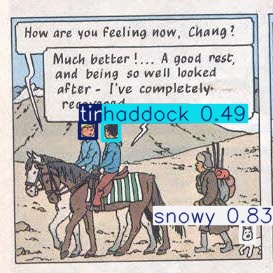 How are you feeling now, Chang?
Much better!... A good rest,
and being so well looked
after - I've completely
tin
haddock 0.49
snowy 0.83